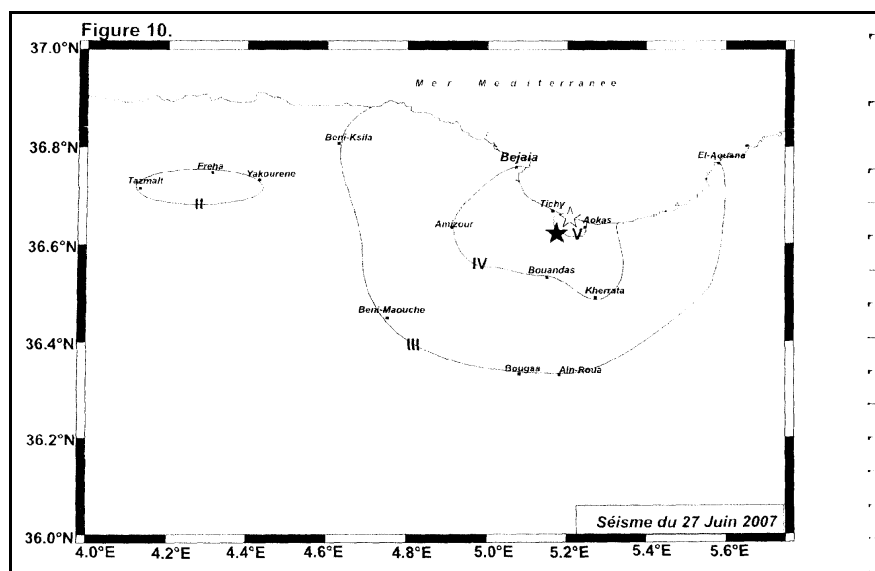 Figure 10.
37.0°N
Mer Mediterranee
36.8°N
Beni-Ksila
Bejaia
El-Aouana
Freha
Tazmalt
Yakourene
II
Tichy
Aokas
V
Amizour
36.6°N
IV
Bouandas
Kherrata
Beni-Maouche
III
36.4°N
Bougaa
Ain-Roua
36.2°N
Séisme du 27 Juin 2007
36.0°N
4.0°E 4.2°E 4.4°E 4.6°E 4.8°E 5.0°E 5.2°E 5.4°E 5.6°E